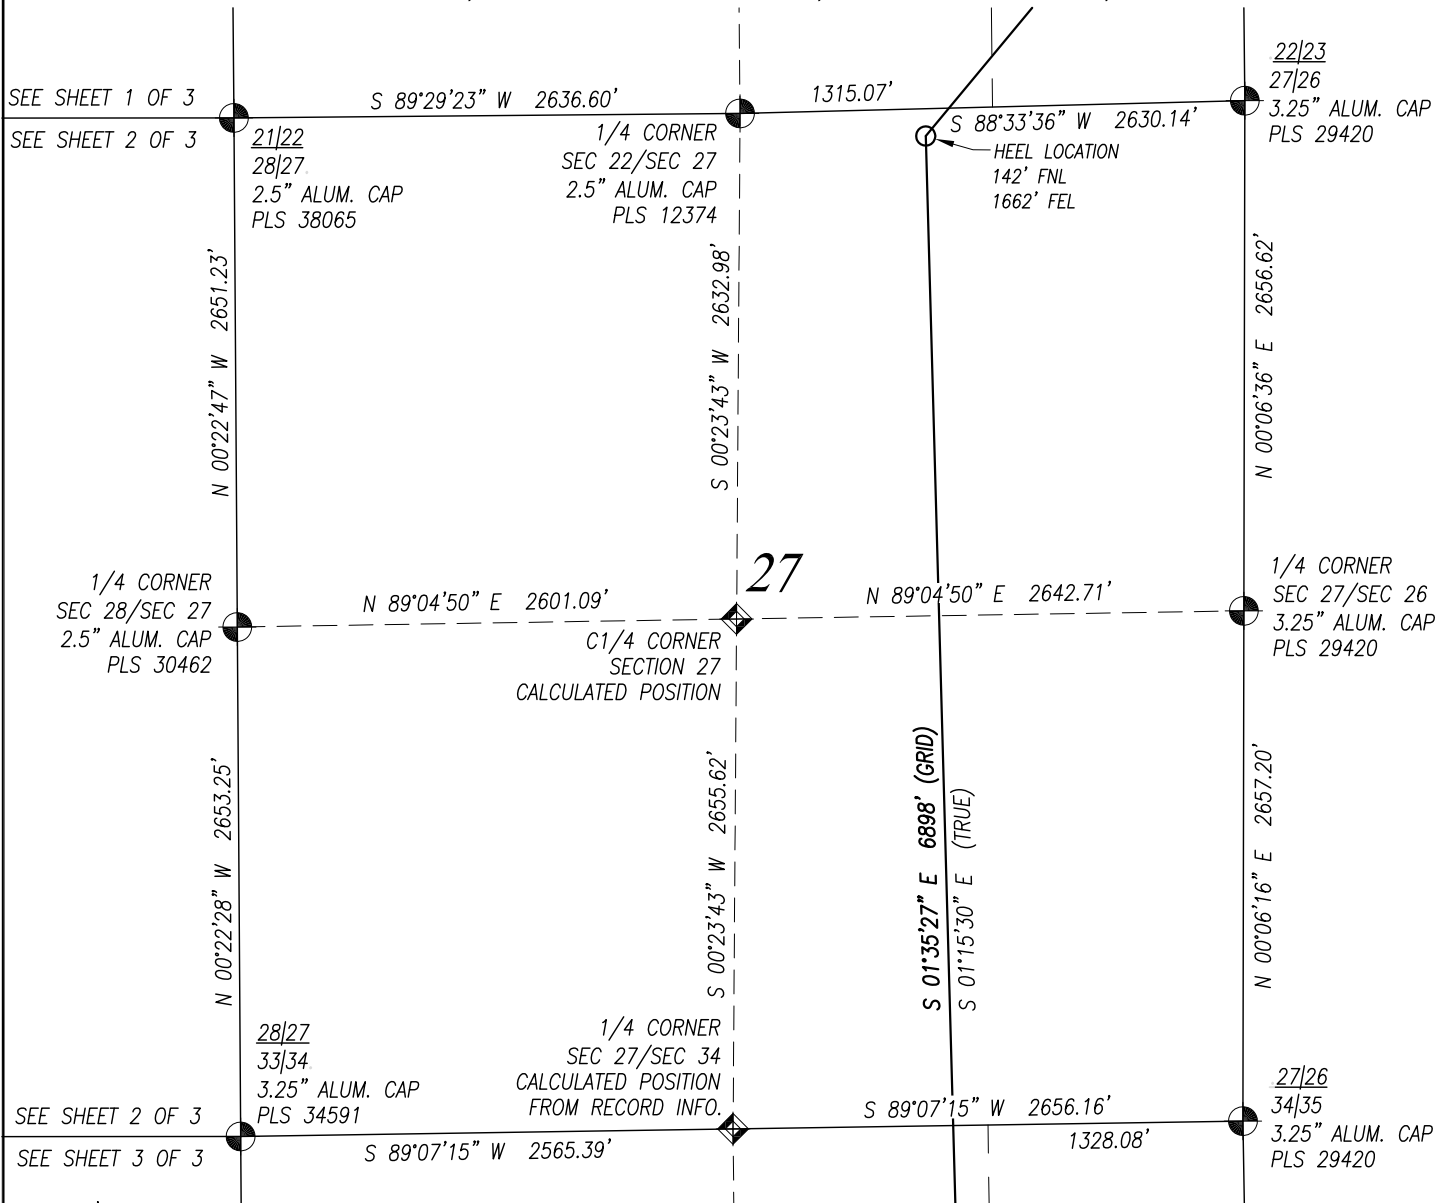 SEE SHEET 1 OF 3
SEE SHEET 2 OF 3
S 89°29'23" W 2636.60'
1315.07'
S 88°33'36" W 2630.14'
22|23
27|26
3.25" ALUM. CAP
PLS 29420
21|22
28|27
2.5" ALUM. CAP
PLS 38065
1/4 CORNER
SEC 22/SEC 27
2.5" ALUM. CAP
PLS 12374
HEEL LOCATION
142' FNL
1662' FEL
N 00°22'47" W 2651.23'
S 00°23'43" W 2632.98'
N 00°06'36" E 2656.62'
27
1/4 CORNER
SEC 28/SEC 27
2.5" ALUM. CAP
PLS 30462
N 89°04'50" E 2601.09'
N 89°04'50" E 2642.71'
1/4 CORNER
SEC 27/SEC 26
3.25" ALUM. CAP
PLS 29420
C1/4 CORNER
SECTION 27
CALCULATED POSITION
N 00°22'28" W 2653.25'
S 00°23'43" W 2655.62'
S 01°35'27" E 6898' (GRID)
S 01°15'30" E (TRUE)
N 00°06'16" E 2657.20'
28|27
33|34
3.25" ALUM. CAP
PLS 34591
1/4 CORNER
SEC 27/SEC 34
CALCULATED POSITION
FROM RECORD INFO.
27|26
34|35
3.25" ALUM. CAP
PLS 29420
SEE SHEET 2 OF 3
SEE SHEET 3 OF 3
S 89°07'15" W 2565.39'
S 89°07'15" W 2656.16'
1328.08'